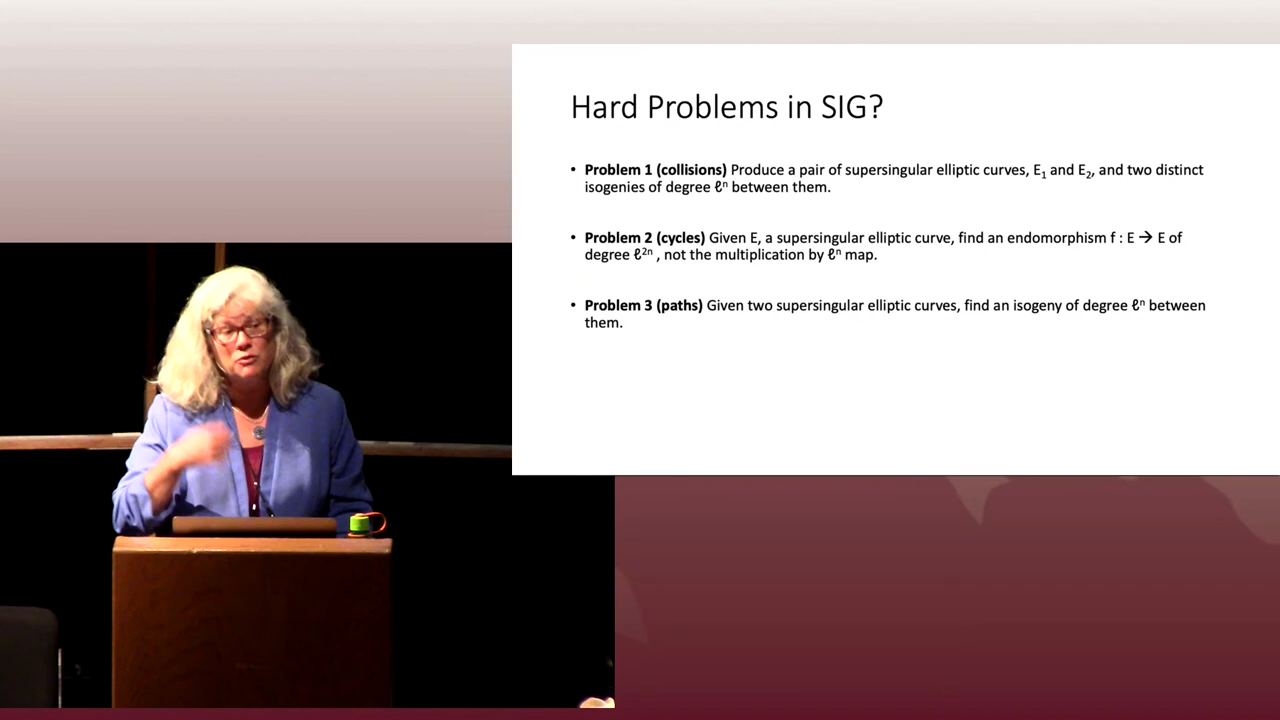 Hard Problems in SIG?
• Problem 1 (collisions) Produce a pair of supersingular elliptic curves, E₁ and E₂, and two distinct
isogenies of degree ℓⁿ between them.
• Problem 2 (cycles) Given E, a supersingular elliptic curve, find an endomorphism f : E → E of
degree ℓ²ⁿ , not the multiplication by ℓⁿ map.
• Problem 3 (paths) Given two supersingular elliptic curves, find an isogeny of degree ℓⁿ between
them.